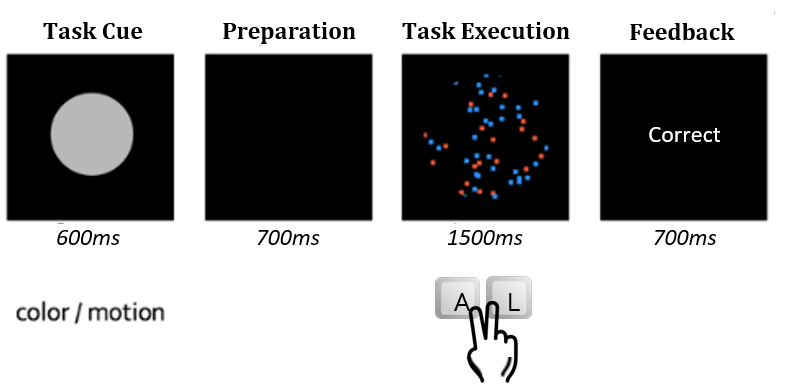 Task Cue
Preparation
Task Execution
Feedback
Correct
600ms
700ms
1500ms
700ms
A
L
color / motion